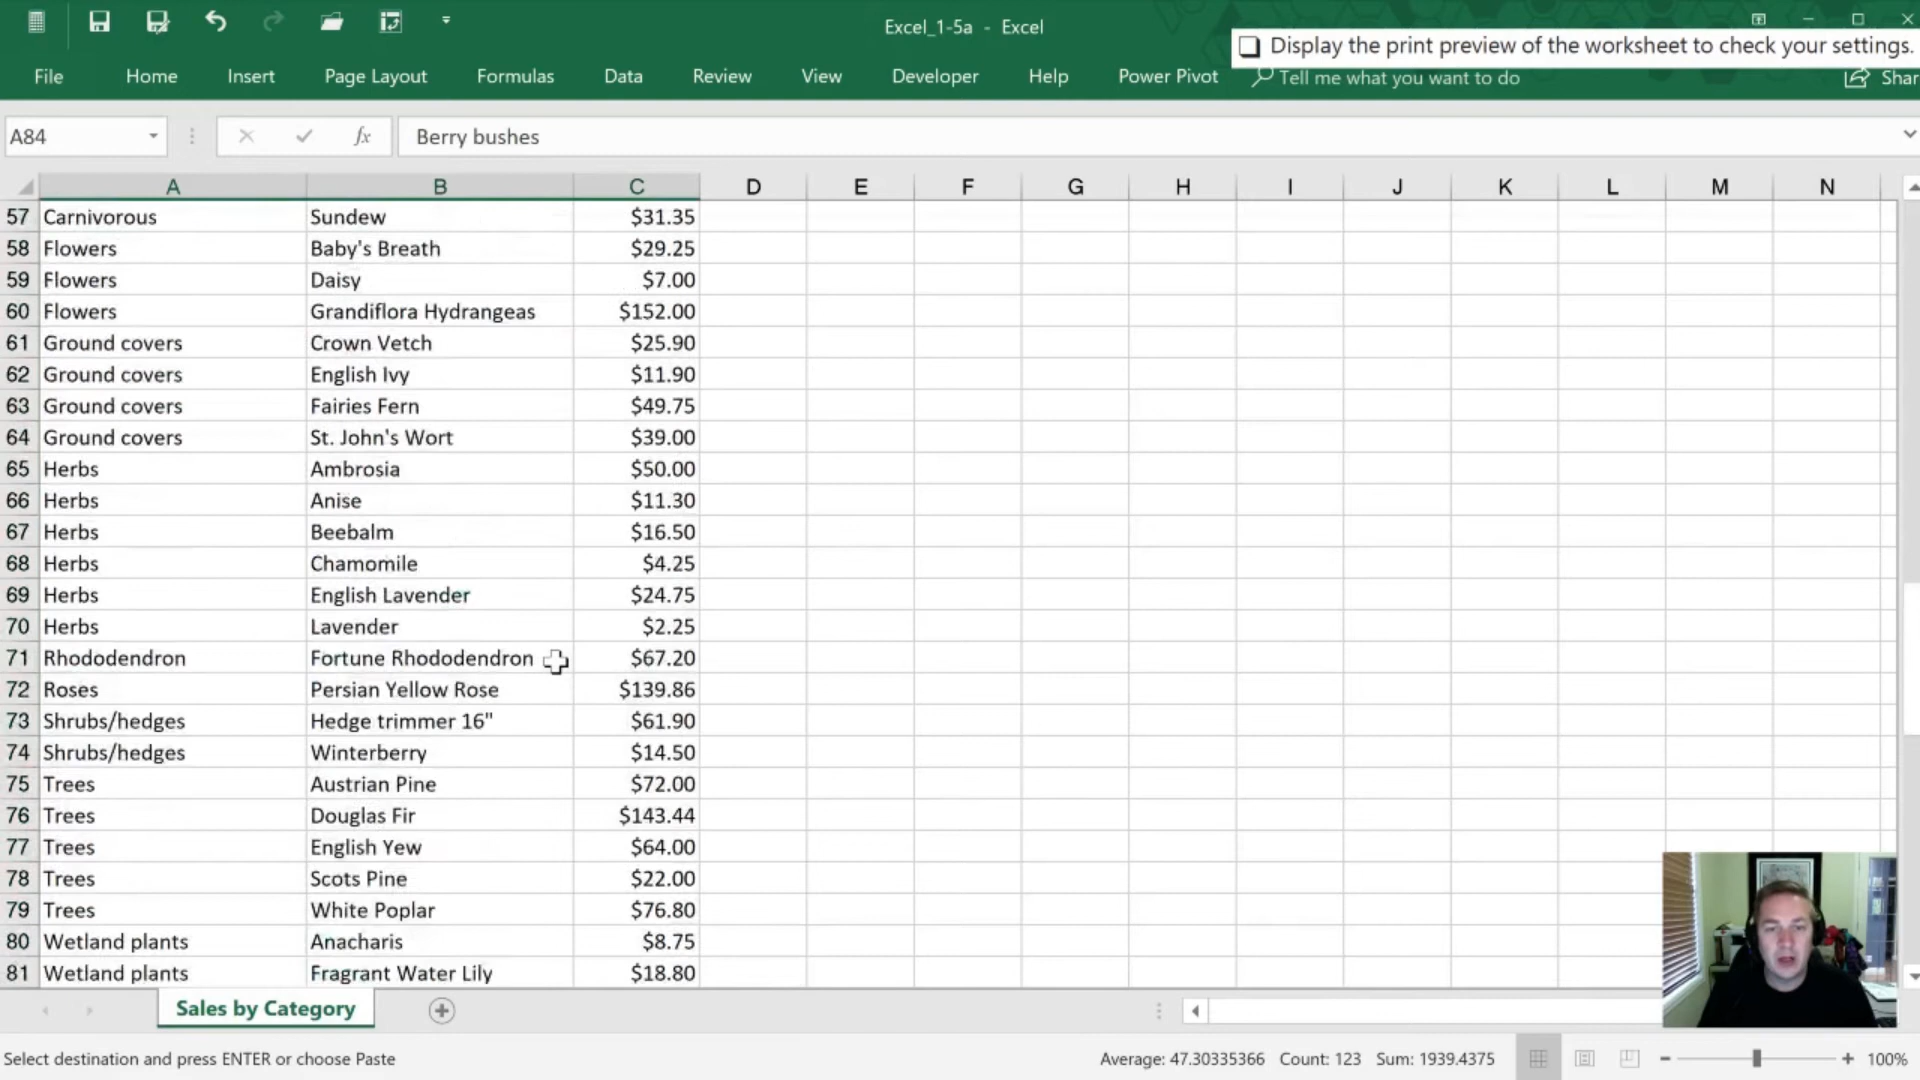 Excel_1-5a - Excel
Display the print preview of the worksheet to check your settings.
File Home Insert Page Layout Formulas Data Review View Developer Help Power Pivot Tell me what you want to do Shar
A84 fx Berry bushes
A B C D E F G H I J K L M N
57 Carnivorous Sundew $31.35
58 Flowers Baby's Breath $29.25
59 Flowers Daisy $7.00
60 Flowers Grandiflora Hydrangeas $152.00
61 Ground covers Crown Vetch $25.90
62 Ground covers English Ivy $11.90
63 Ground covers Fairies Fern $49.75
64 Ground covers St. John's Wort $39.00
65 Herbs Ambrosia $50.00
66 Herbs Anise $11.30
67 Herbs Beebalm $16.50
68 Herbs Chamomile $4.25
69 Herbs English Lavender $24.75
70 Herbs Lavender $2.25
71 Rhododendron Fortune Rhododendron $67.20
72 Roses Persian Yellow Rose $139.86
73 Shrubs/hedges Hedge trimmer 16" $61.90
74 Shrubs/hedges Winterberry $14.50
75 Trees Austrian Pine $72.00
76 Trees Douglas Fir $143.44
77 Trees English Yew $64.00
78 Trees Scots Pine $22.00
79 Trees White Poplar $76.80
80 Wetland plants Anacharis $8.75
81 Wetland plants Fragrant Water Lily $18.80
Sales by Category
Select destination and press ENTER or choose Paste Average: 47.30335366 Count: 123 Sum: 1939.4375 100%